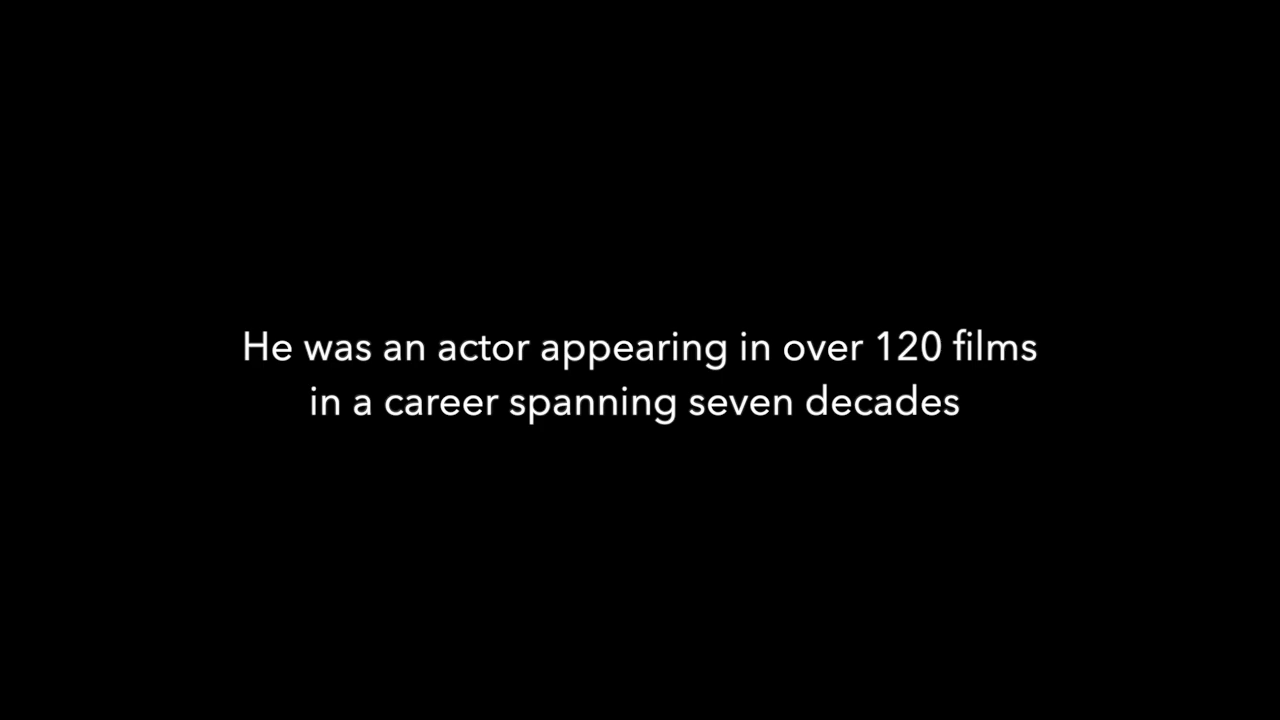 He was an actor appearing in over 120 films
in a career spanning seven decades